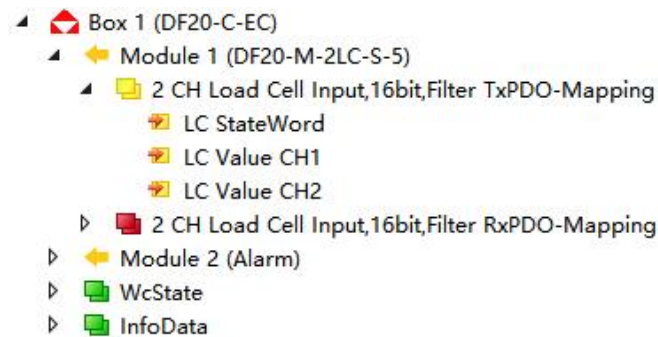 Box 1 (DF20-C-EC)
Module 1 (DF20-M-2LC-S-5)
2 CH Load Cell Input,16bit,Filter TxPDO-Mapping
LC StateWord
LC Value CH1
LC Value CH2
2 CH Load Cell Input,16bit,Filter RxPDO-Mapping
Module 2 (Alarm)
WcState
InfoData